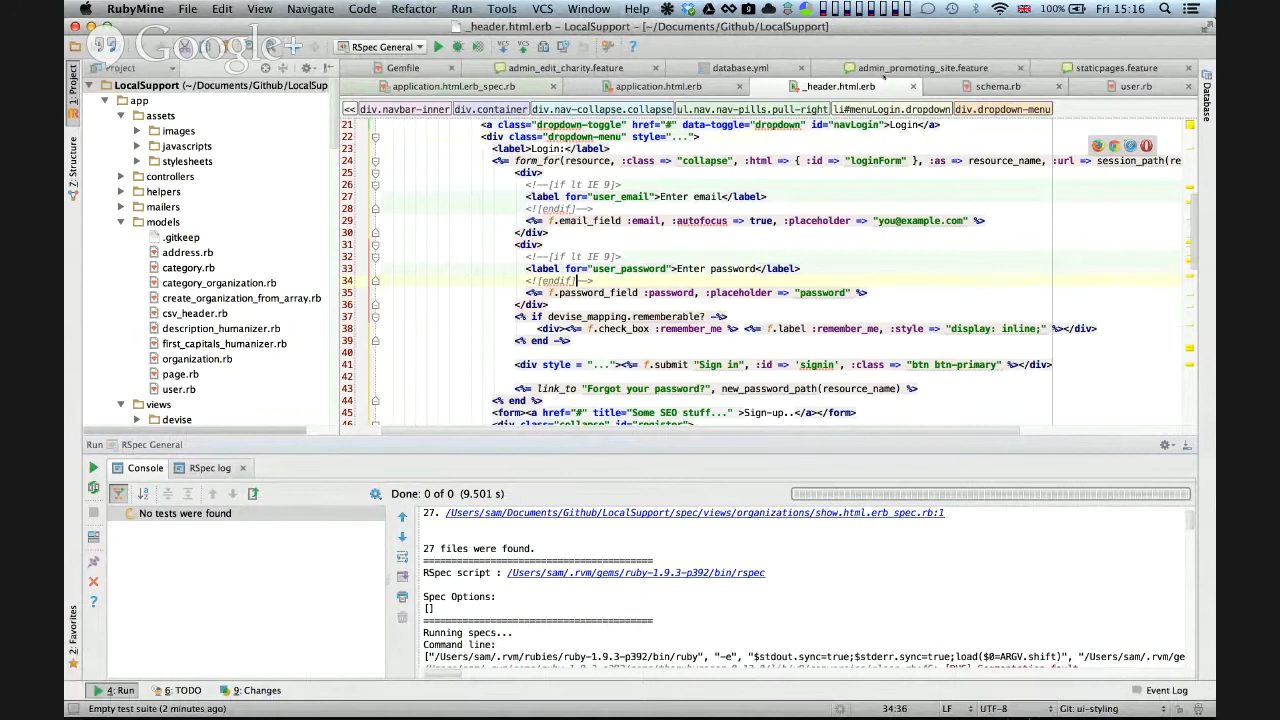 RubyMine File Edit View Navigate Code Refactor Run Tools VCS Window Help 100% Fri 15:16
_header.html.erb – LocalSupport – [~/Documents/Github/LocalSupport]
Google+
RSpec General
Project
Gemfile admin_edit_charity.feature database.yml admin_promoting_site.feature staticpages.feature
application.html.erb_spec.rb application.html.erb _header.html.erb schema.rb user.rb
<< div.navbar-inner div.container div.nav-collapse.collapse ul.nav.nav-pills.pull-right li#menuLogin.dropdown div.dropdown-menu
1: Project
7: Structure
2: Favorites
Database
LocalSupport (~/Documents/Github/LocalSup
app
assets
images
javascripts
stylesheets
controllers
helpers
mailers
models
.gitkeep
address.rb
category.rb
category_organization.rb
create_organization_from_array.rb
csv_header.rb
description_humanizer.rb
first_capitals_humanizer.rb
organization.rb
page.rb
user.rb
views
devise
21 <a class="dropdown-toggle" href="#" data-toggle="dropdown" id="navLogin">Login</a>
22 <div class="dropdown-menu" style="...">
23 <label>Login:</label>
24 <%= form_for(resource, :class => "collapse", :html => { :id => "loginForm" }, :as => resource_name, :url => session_path(re
25 <div>
26 <!--[if lt IE 9]>
27 <label for="user_email">Enter email</label>
28 <![endif]-->
29 <%= f.email_field :email, :autofocus => true, :placeholder => "you@example.com" %>
30 </div>
31 <div>
32 <!--[if lt IE 9]>
33 <label for="user_password">Enter password</label>
34 <![endif]-->
35 <%= f.password_field :password, :placeholder => "password" %>
36 </div>
37 <% if devise_mapping.rememberable? -%>
38 <div><%= f.check_box :remember_me %> <%= f.label :remember_me, :style => "display: inline;" %></div>
39 <% end -%>
40
41 <div style = "..."><%= f.submit "Sign in", :id => 'signin', :class => "btn btn-primary" %></div>
42
43 <%= link_to "Forgot your password?", new_password_path(resource_name) %>
44 <% end %>
45 <form><a href="#" title="Some SEO stuff..." >Sign-up..</a></form>
46 <div class="collapse" id="register">
Run RSpec General
Console RSpec log
Done: 0 of 0 (9.501 s)
No tests were found
27. /Users/sam/Documents/Github/LocalSupport/spec/views/organizations/show.html.erb_spec.rb:1
27 files were found.
=========================================
RSpec script : /Users/sam/.rvm/gems/ruby-1.9.3-p392/bin/rspec
Spec Options:
[]
=========================================
Running specs...
Command line:
["/Users/sam/.rvm/rubies/ruby-1.9.3-p392/bin/ruby", "-e", "$stdout.sync=true;$stderr.sync=true;load($0=ARGV.shift)", "/Users/sam/.rvm/ge
4: Run 6: TODO 9: Changes Event Log
Empty test suite (2 minutes ago) 34:36 LF UTF-8 Git: ui-styling